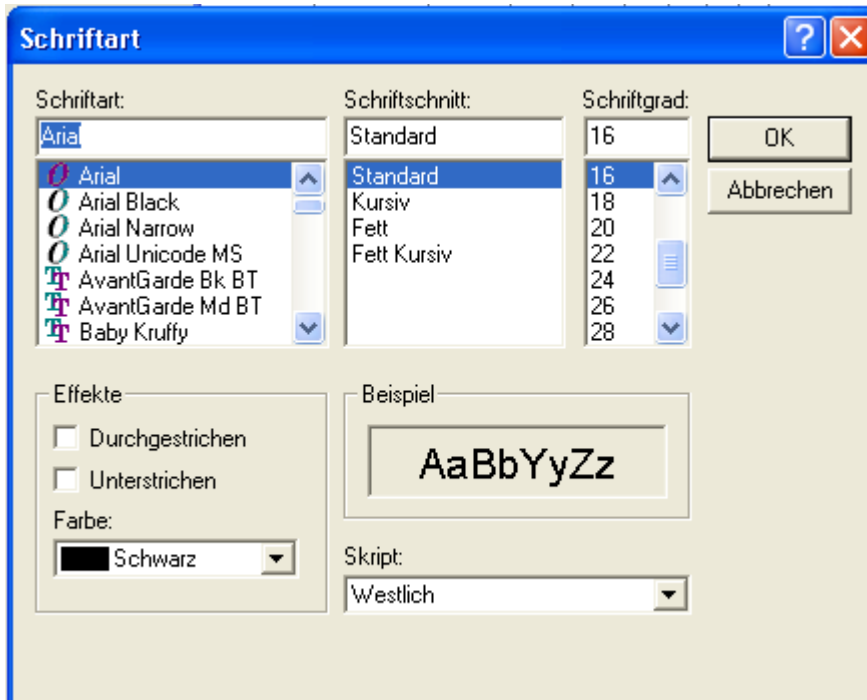 Schriftart
Schriftart: Schriftschnitt: Schriftgrad:
Arial Standard 16 OK
Arial Standard 16 Abbrechen
Arial Black Kursiv 18
Arial Narrow Fett 20
Arial Unicode MS Fett Kursiv 22
AvantGarde Bk BT 24
AvantGarde Md BT 26
Baby Kruffy 28
Effekte Beispiel
Durchgestrichen
AaBbYyZz
Unterstrichen
Farbe:
Schwarz
Skript:
Westlich